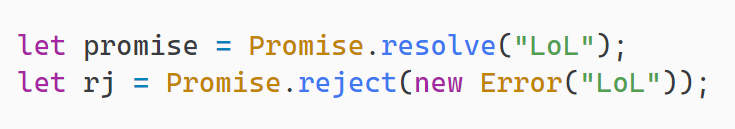 let promise = Promise.resolve("LoL");
let rj = Promise.reject(new Error("LoL"));